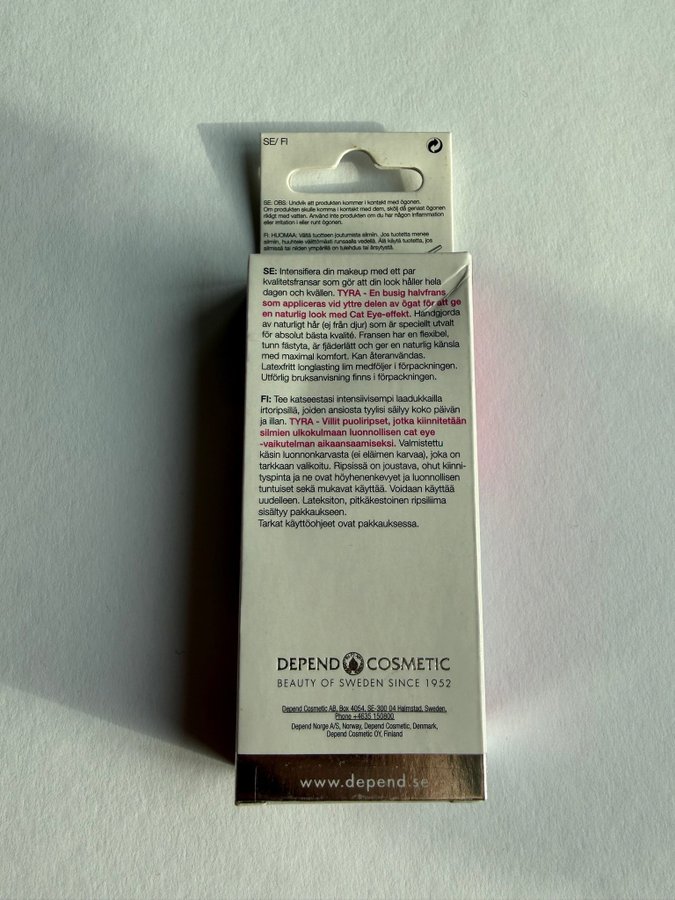 SE/ FI
SE: OBS: Undvik att produkten kommer i kontakt med ögonen.
Om produkten skulle komma i kontakt med dem, skölj då genast ögonen
rikligt med vatten. Använd inte produkten om du har någon inflammation
eller irritation i eller runt ögonen.
FI: HUOMAA: Vältä tuotteen joutumista silmiin. Jos tuotetta menee
silmiin, huuhtele välittömästi runsaalla vedellä. Älä käytä tuotetta, jos
silmissä tai niiden ympärillä on tulehdus tai ärsytystä.
SE: Intensifiera din makeup med ett par
kvalitetsfransar som gör att din look håller hela
dagen och kvällen. TYRA - En busig halvfrans
som appliceras vid yttre delen av ögat för att ge
en naturlig look med Cat Eye-effekt. Handgjorda
av naturligt hår (ej från djur) som är speciellt utvalt
för absolut bästa kvalité. Fransen har en flexibel,
tunn fästyta, är fjäderlätt och ger en naturlig känsla
med maximal komfort. Kan återanvändas.
Latexfritt longlasting lim medföljer i förpackningen.
Utförlig bruksanvisning finns i förpackningen.
FI: Tee katseestasi intensiivisempi laadukkailla
irtoripsillä, joiden ansiosta tyylisi säilyy koko päivän
ja illan. TYRA - Villit puoliripset, jotka kiinnitetään
silmien ulkokulmaan luonnollisen cat eye
-vaikutelman aikaansaamiseksi. Valmistettu
käsin luonnonkarvasta (ei eläimen karvaa), joka on
tarkkaan valikoitu. Ripsissä on joustava, ohut kiinni-
tyspinta ja ne ovat höyhenenkevyet ja luonnollisen
tuntuiset sekä mukavat käyttää. Voidaan käyttää
uudelleen. Lateksiton, pitkäkestoinen ripsiliima
sisältyy pakkaukseen.
Tarkat käyttöohjeet ovat pakkauksessa.
DEPEND COSMETIC
BEAUTY OF SWEDEN SINCE 1952
Depend Cosmetic AB, Box 4054, SE-300 04 Halmstad, Sweden,
Phone +4635 150800
Depend Norge A/S, Norway, Depend Cosmetic, Denmark,
Depend Cosmetic OY, Finland
www.depend.se